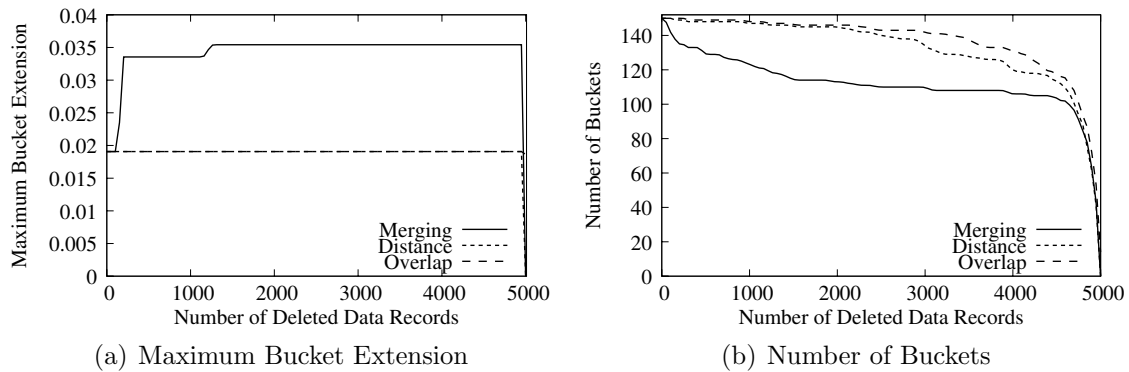 Maximum Bucket Extension
0.04
0.035
0.03
0.025
0.02
0.015
0.01
0.005
0
Merging
Distance
Overlap
0 1000 2000 3000 4000 5000
Number of Deleted Data Records
(a) Maximum Bucket Extension
Number of Buckets
140
120
100
80
60
40
20
0
Merging
Distance
Overlap
0 1000 2000 3000 4000 5000
Number of Deleted Data Records
(b) Number of Buckets